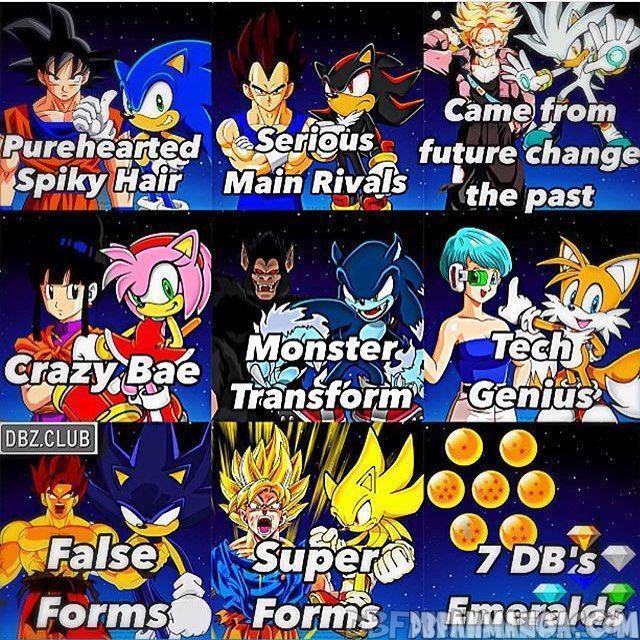 Purehearted
Spiky Hair
Serious
Main Rivals
Came from
future change
the past
Crazy Bae
Monster
Transform
Tech
Genius
DBZ.CLUB
False
Forms
Super
Forms
7 DB's
Emeralds